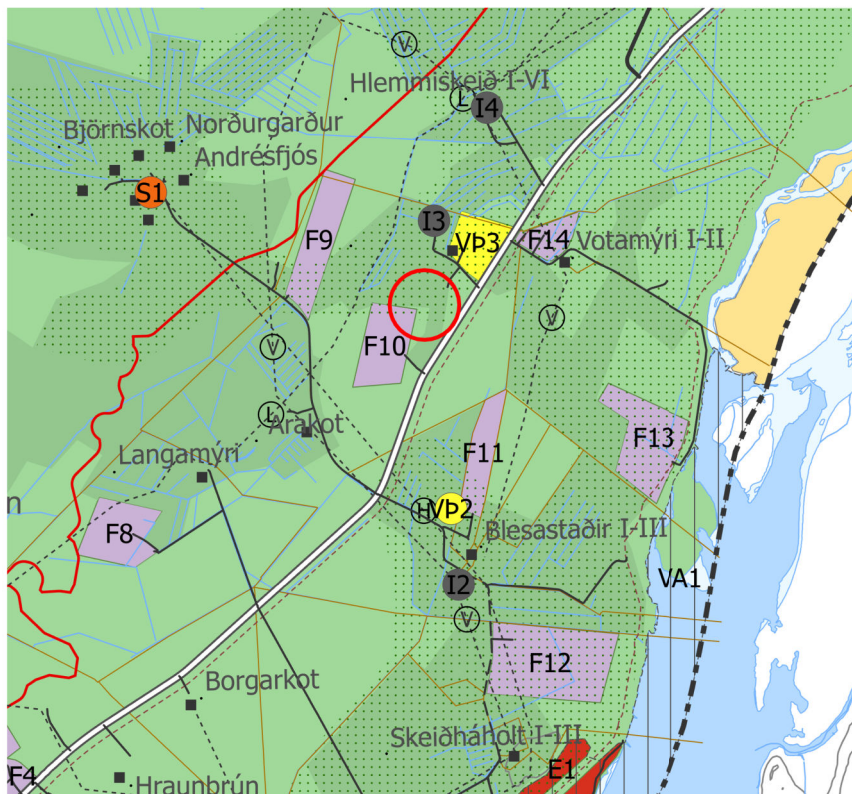 V
Hlemmiskeið I-VI
L
I4
Björnskot
Norðurgarður
Andrésfjós
S1
I3
F9
VÞ3
F14
Votamýri I-II
V
F10
V
L
Arakot
F11
F13
Langamýri
n
H
VÞ2
F8
Blesastaðir I-III
I2
VA1
V
F12
Borgarkot
Skeiðháholt I-III
E1
F4
Hraunbrún